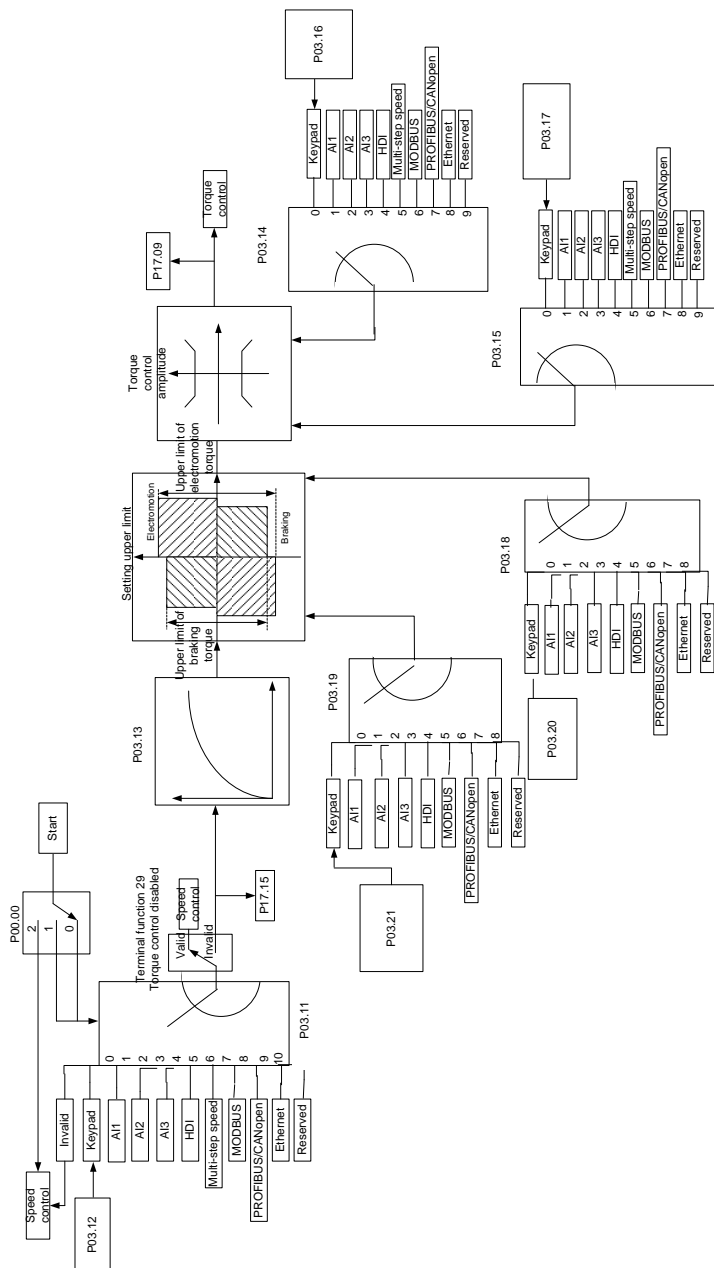 P00.00
2
1
0
Start
Speed
control
Invalid
Keypad
AI1
AI2
AI3
HDI
Multi-step speed
MODBUS
PROFIBUS/CANopen
Ethernet
Reserved
P03.12
0
1
2
3
4
5
6
7
8
9
10
P03.11
Terminal function 29
Torque control disabled
Valid
Invalid
Speed
control
P17.15
P03.13
Setting upper limit
Electromotion
Upper limit of
electromotion
torque
Braking
Upper limit of
braking
torque
Torque
control
amplitude
P17.09
Torque
control
P03.21
Keypad
AI1
AI2
AI3
HDI
MODBUS
PROFIBUS/CANopen
Ethernet
Reserved
0
1
2
3
4
5
6
7
8
P03.19
P03.20
Keypad
AI1
AI2
AI3
HDI
MODBUS
PROFIBUS/CANopen
Ethernet
Reserved
0
1
2
3
4
5
6
7
8
P03.18
P03.14
0
1
2
3
4
5
6
7
8
9
Keypad
AI1
AI2
AI3
HDI
Multi-step speed
MODBUS
PROFIBUS/CANopen
Ethernet
Reserved
P03.16
P03.15
0
1
2
3
4
5
6
7
8
9
Keypad
AI1
AI2
AI3
HDI
Multi-step speed
MODBUS
PROFIBUS/CANopen
Ethernet
Reserved
P03.17